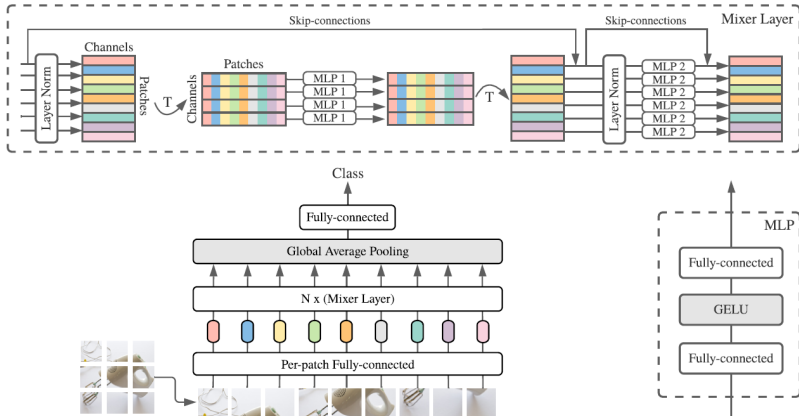 Skip-connections
Skip-connections
Mixer Layer
Channels
Layer Norm
Patches
T
Patches
Channels
MLP 1
MLP 1
MLP 1
MLP 1
T
Layer Norm
MLP 2
MLP 2
MLP 2
MLP 2
MLP 2
MLP 2
Class
Fully-connected
Global Average Pooling
N x (Mixer Layer)
Per-patch Fully-connected
MLP
Fully-connected
GELU
Fully-connected